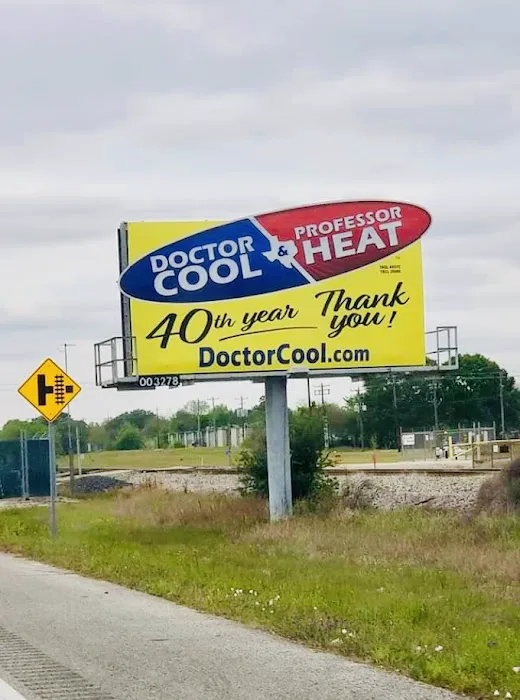 DOCTOR
COOL
&
PROFESSOR
HEAT
40th year
Thank
you!
DoctorCool.com
003278